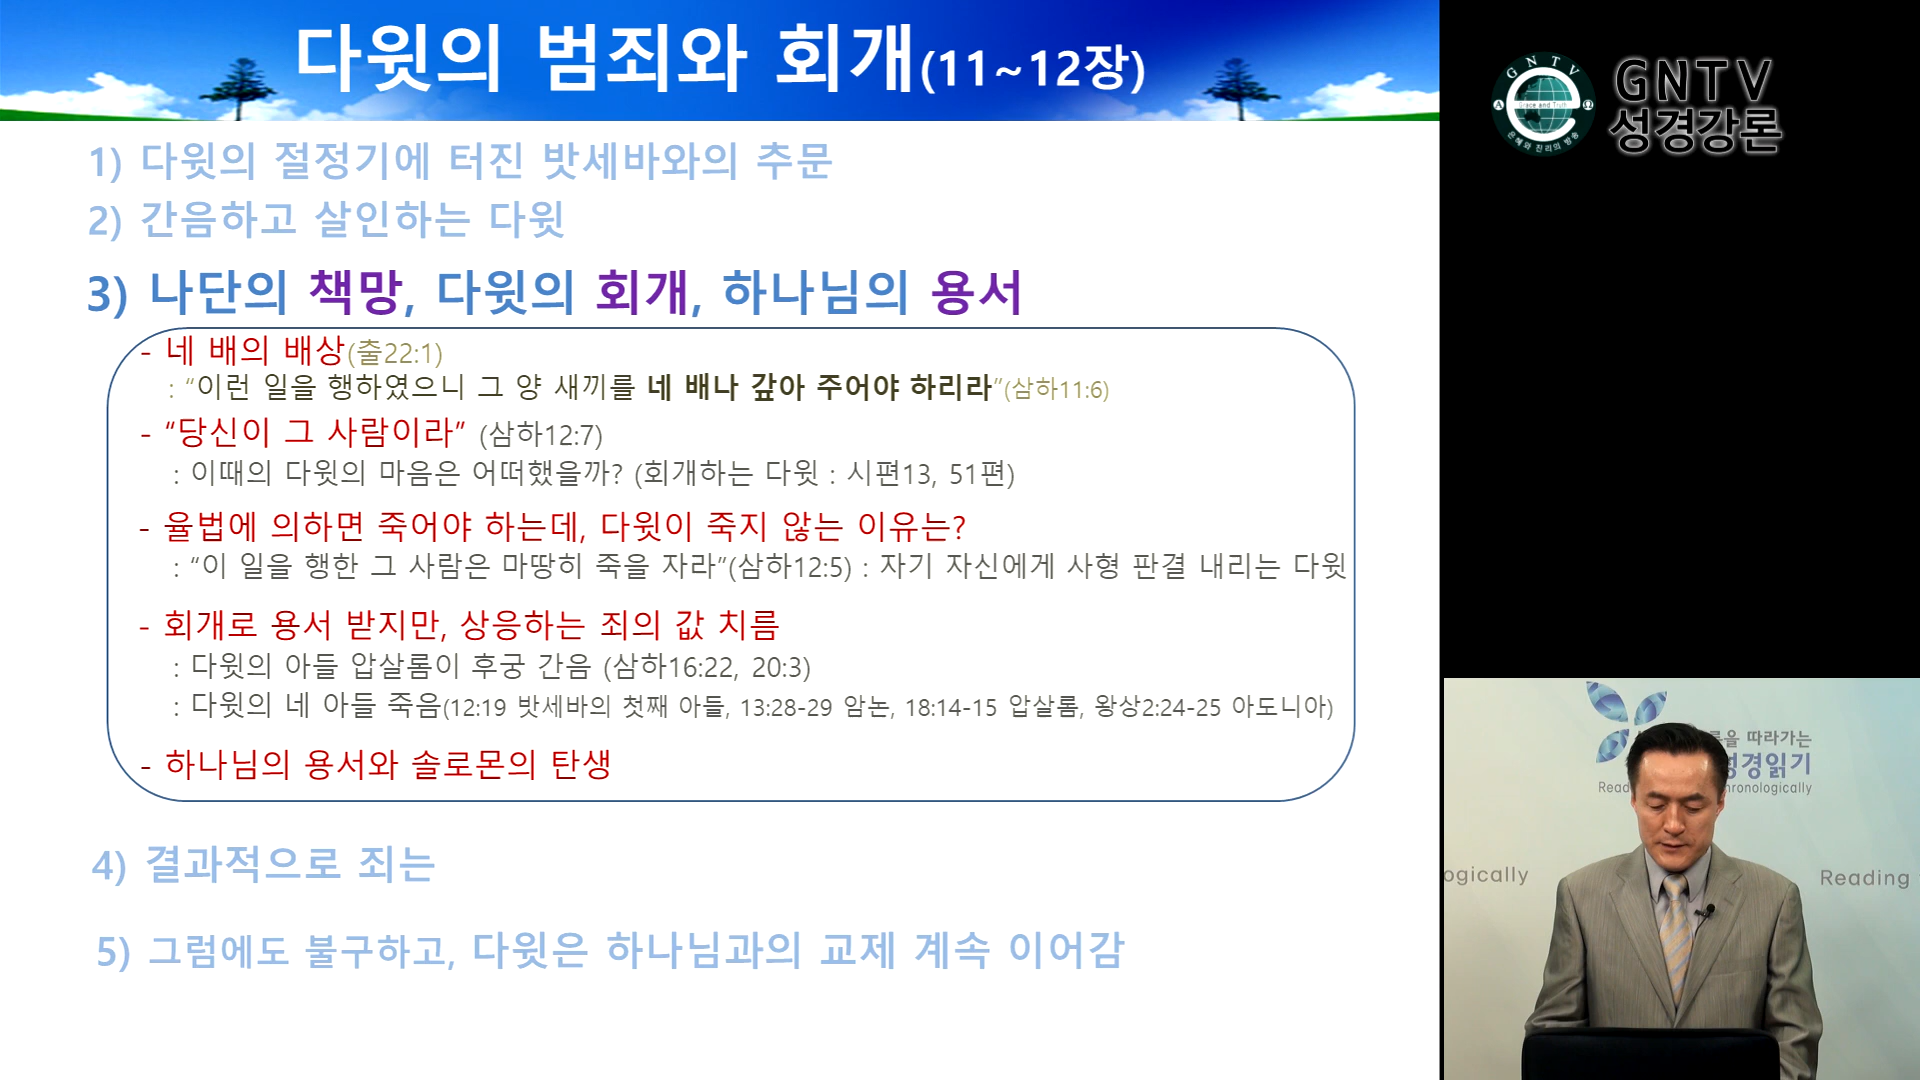 다윗의 범죄와 회개(11~12장)
1) 다윗의 절정기에 터진 밧세바와의 추문
2) 간음하고 살인하는 다윗
3) 나단의 책망, 다윗의 회개, 하나님의 용서
- 네 배의 배상(출22:1)
: “이런 일을 행하였으니 그 양 새끼를 네 배나 갚아 주어야 하리라”(삼하11:6)
- “당신이 그 사람이라” (삼하12:7)
: 이때의 다윗의 마음은 어떠했을까? (회개하는 다윗 : 시편13, 51편)
- 율법에 의하면 죽어야 하는데, 다윗이 죽지 않는 이유는?
: “이 일을 행한 그 사람은 마땅히 죽을 자라”(삼하12:5) : 자기 자신에게 사형 판결 내리는 다윗
- 회개로 용서 받지만, 상응하는 죄의 값 치름
: 다윗의 아들 압살롬이 후궁 간음 (삼하16:22, 20:3)
: 다윗의 네 아들 죽음(12:19 밧세바의 첫째 아들, 13:28-29 암논, 18:14-15 압살롬, 왕상2:24-25 아도니아)
- 하나님의 용서와 솔로몬의 탄생
4) 결과적으로 죄는
5) 그럼에도 불구하고, 다윗은 하나님과의 교제 계속 이어감
GNTV
Grace and Truth
은혜와 진리의 방송
GNTV
성경강론
을 따라가는
성경읽기
Read
ronologically
ogically
Reading